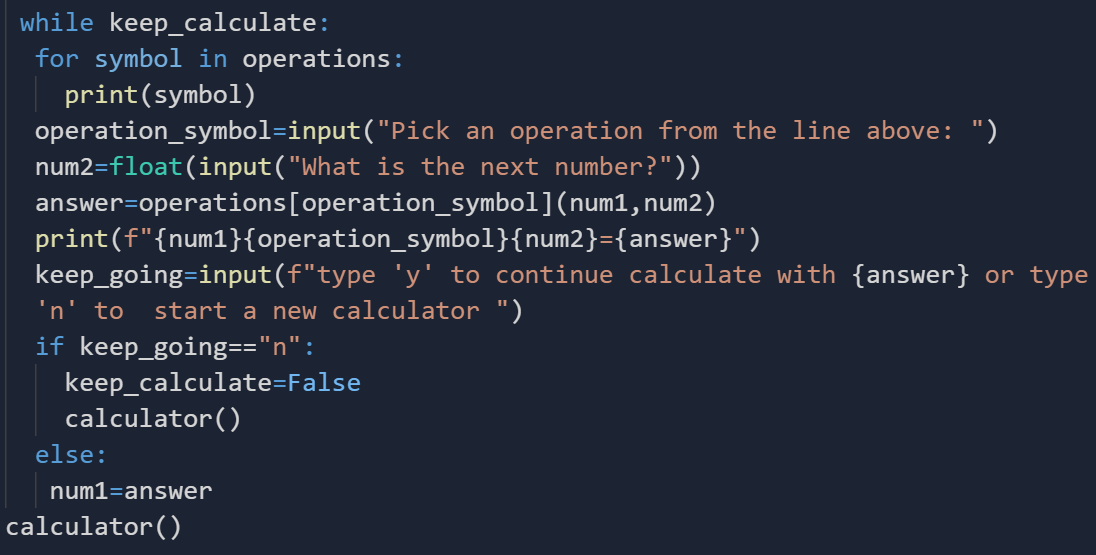 while keep_calculate:
for symbol in operations:
print(symbol)
operation_symbol=input("Pick an operation from the line above: ")
num2=float(input("What is the next number?"))
answer=operations[operation_symbol](num1,num2)
print(f"{num1}{operation_symbol}{num2}={answer}")
keep_going=input(f"type 'y' to continue calculate with {answer} or type
'n' to  start a new calculator ")
if keep_going=="n":
keep_calculate=False
calculator()
else:
num1=answer
calculator()